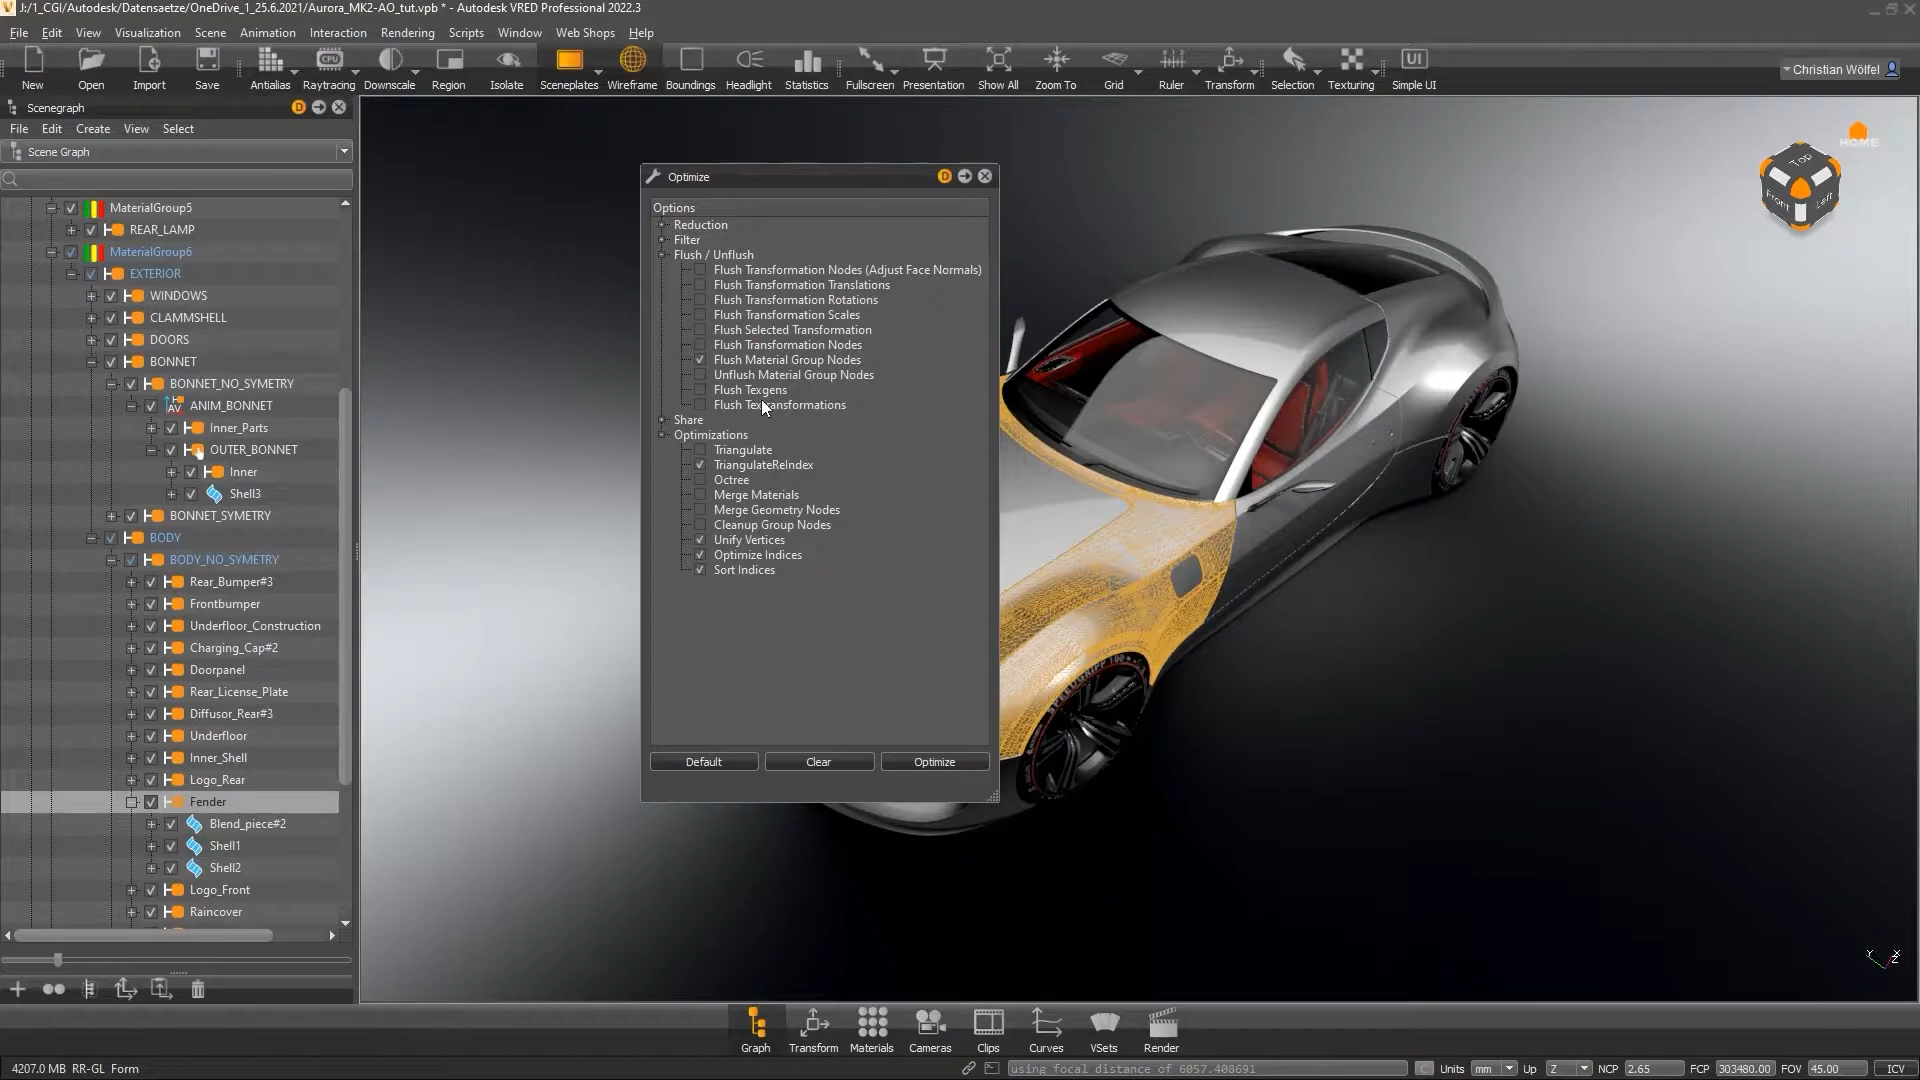 J:/1_CGI/Autodesk/Datensaetze/OneDrive_1_25.6.2021/Aurora_MK2-AO_tut.vpb * - Autodesk VRED Professional 2022.3
File Edit View Visualization Scene Animation Interaction Rendering Scripts Window Web Shops Help
New Open Import Save Antialias Raytracing Downscale Region Isolate Sceneplates Wireframe Boundings Headlight Statistics Fullscreen Presentation Show All Zoom To Grid Ruler Transform Selection Texturing Simple UI
CPU
UI
Christian Wölfel
Scenegraph
D
File Edit Create View Select
Scene Graph
MaterialGroup5
REAR_LAMP
MaterialGroup6
EXTERIOR
WINDOWS
CLAMMSHELL
DOORS
BONNET
BONNET_NO_SYMETRY
ANIM_BONNET
Inner_Parts
OUTER_BONNET
Inner
Shell3
BONNET_SYMETRY
BODY
BODY_NO_SYMETRY
Rear_Bumper#3
Frontbumper
Underfloor_Construction
Charging_Cap#2
Doorpanel
Rear_License_Plate
Diffusor_Rear#3
Underfloor
Inner_Shell
Logo_Rear
Fender
Blend_piece#2
Shell1
Shell2
Logo_Front
Raincover
Optimize
D
Options
Reduction
Filter
Flush / Unflush
Flush Transformation Nodes (Adjust Face Normals)
Flush Transformation Translations
Flush Transformation Rotations
Flush Transformation Scales
Flush Selected Transformation
Flush Transformation Nodes
Flush Material Group Nodes
Unflush Material Group Nodes
Flush Texgens
Flush Textransformations
Share
Optimizations
Triangulate
TriangulateReIndex
Octree
Merge Materials
Merge Geometry Nodes
Cleanup Group Nodes
Unify Vertices
Optimize Indices
Sort Indices
Default Clear Optimize
HOME
Top
Front Left
Y X
Z
Graph Transform Materials Cameras Clips Curves VSets Render
4207.0 MB RR-GL Form
using focal distance of 6057.408691
C Units mm Up Z NCP 2.65 FCP 303480.00 FOV 45.00 ICV